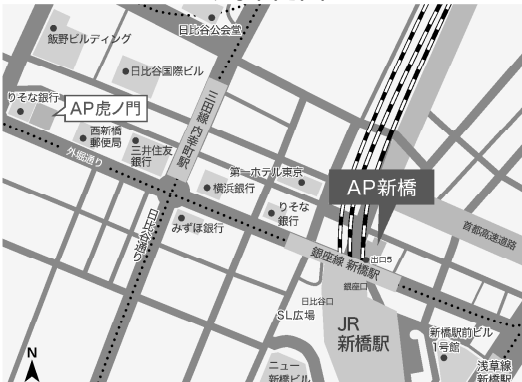 日比谷公会堂
飯野ビルディング
日比谷国際ビル
りそな銀行
AP虎ノ門
西新橋
郵便局
三井住友
銀行
三田線 内幸町駅
外堀通り
第一ホテル東京
横浜銀行
AP新橋
りそな
銀行
みずほ銀行
日比谷通り
首都高速道路
銀座線 新橋駅
出口5
銀座口
日比谷口
SL広場
JR
新橋駅
新橋駅前ビル
1号館
ニュー
新橋ビル
浅草線
新橋駅
N